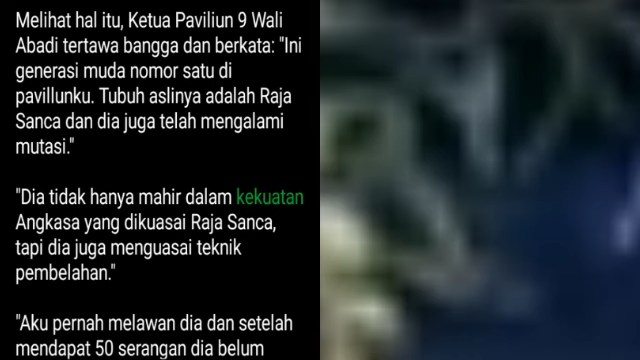 Melihat hal itu, Ketua Paviliun 9 Wali
Abadi tertawa bangga dan berkata: "Ini
generasi muda nomor satu di
pavillunku. Tubuh aslinya adalah Raja
Sanca dan dia juga telah mengalami
mutasi."
"Dia tidak hanya mahir dalam kekuatan
Angkasa yang dikuasai Raja Sanca,
tapi dia juga menguasai teknik
pembelahan."
"Aku pernah melawan dia dan setelah
mendapat 50 serangan dia belum